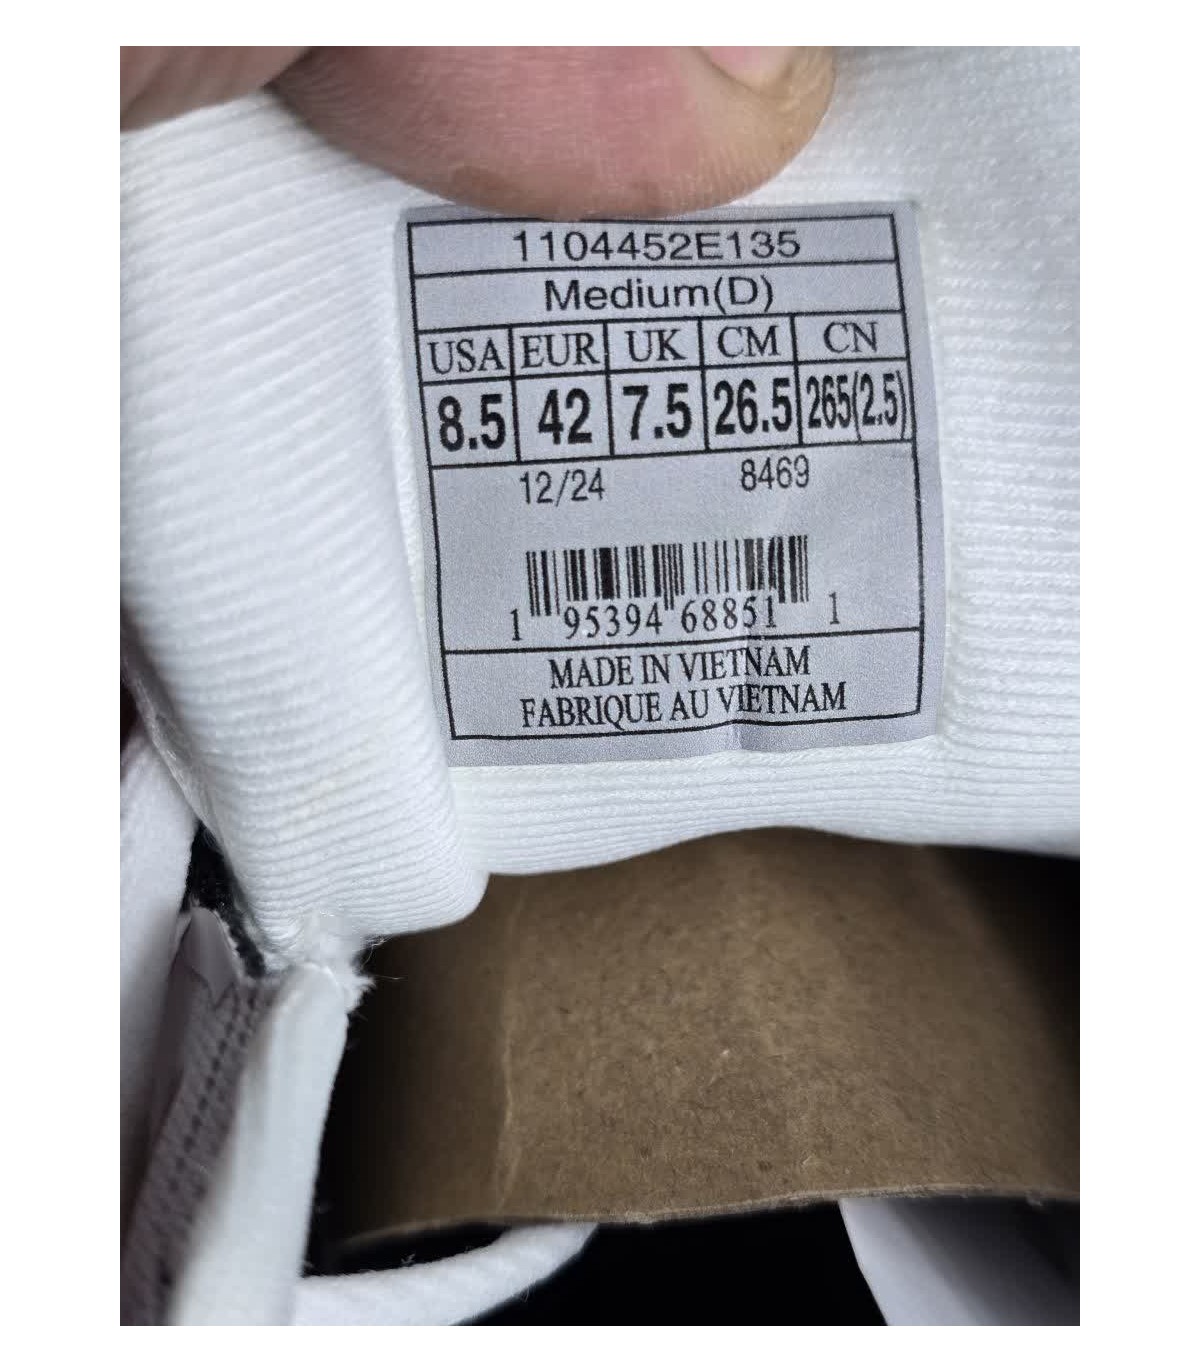 1104452E135
Medium(D)
USA EUR UK CM CN
8.5 42 7.5 26.5 265(2.5)
12/24 8469
1 95394 68851 1
MADE IN VIETNAM
FABRIQUE AU VIETNAM